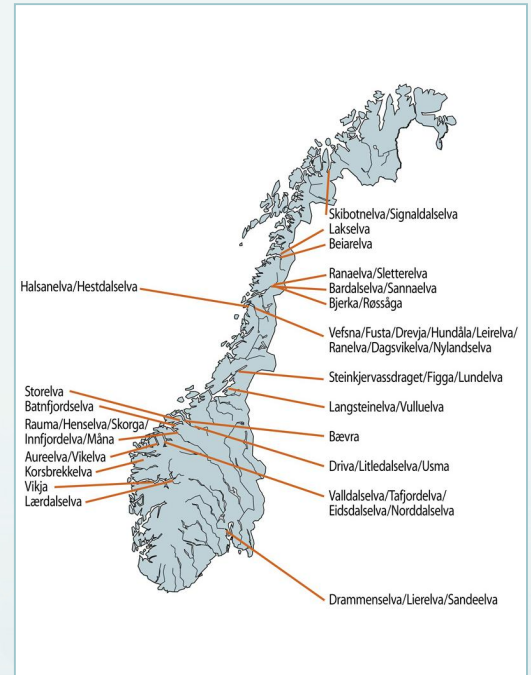 Skibotnelva/Signaldalselva
Lakselva
Beiarelva
Ranaelva/Sletterelva
Bardalselva/Sannaelva
Bjerka/Røssåga
Halsanelva/Hestdalselva
Vefsna/Fusta/Drevja/Hundåla/Leirelva/
Ranelva/Dagsvikelva/Nylandselva
Steinkjervassdraget/Figga/Lundelva
Langsteinelva/Vulluelva
Storelva
Batnfjordselva
Rauma/Henselva/Skorga/
Innfjordelva/Måna
Aureelva/Vikelva
Korsbrekkelva
Vikja
Lærdalselva
Bævra
Driva/Litledalselva/Usma
Valldalselva/Tafjordelva/
Eidsdalselva/Norddalselva
Drammenselva/Lierelva/Sandeelva